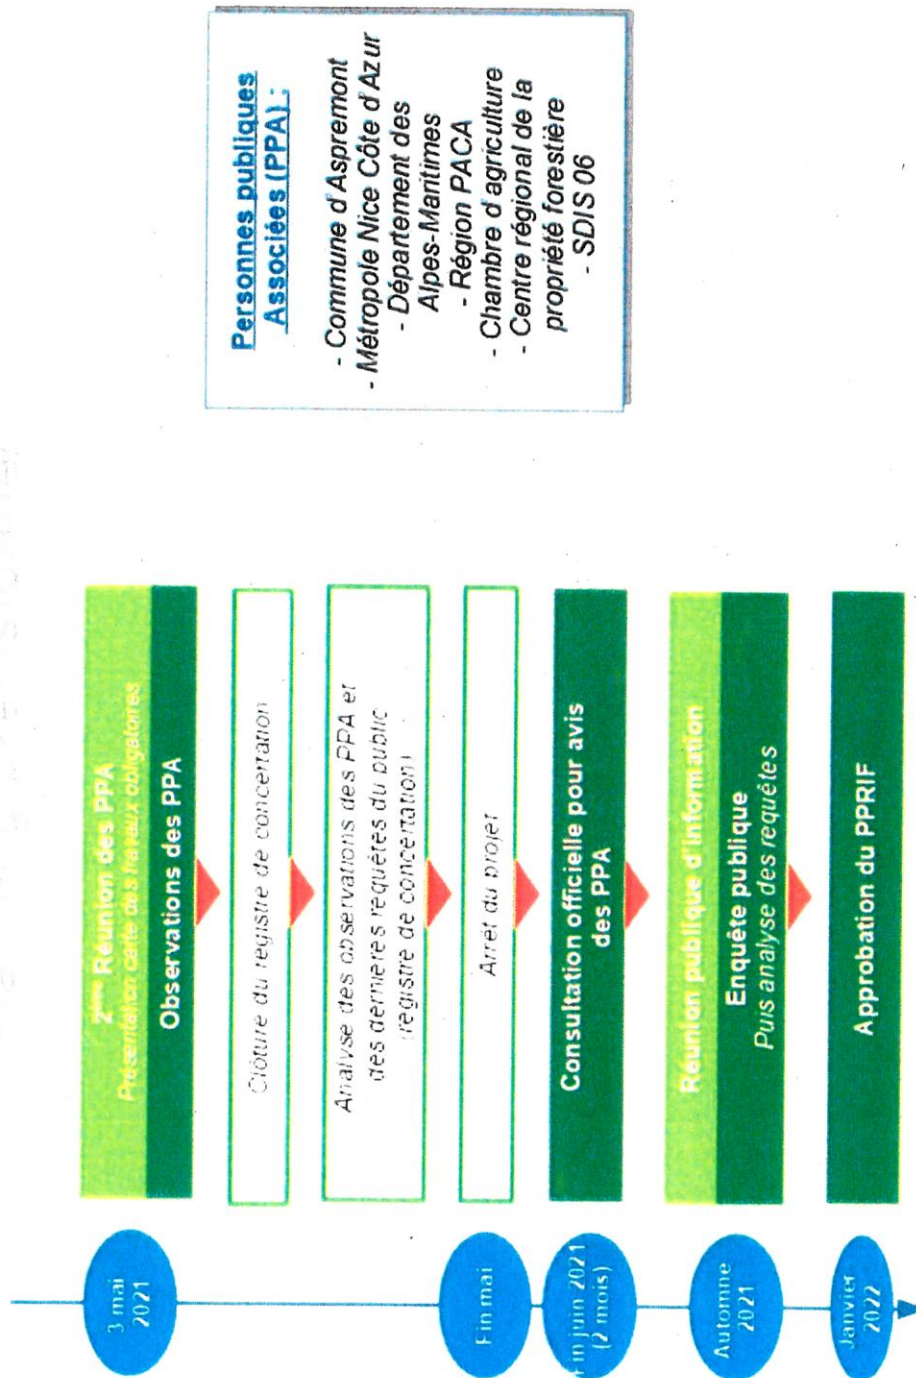 3 mai
2021
2ème Réunion des PPA
Présentation carte des travaux obligatoires
Observations des PPA
Clôture du registre de concertation
Analyse des observations des PPA et
des dernières requêtes du public
(registre de concertation)
Fin mai
Arrêt du projet
Fin juin 2021
(2 mois)
Consultation officielle pour avis
des PPA
Automne
2021
Réunion publique d'information
Enquête publique
Puis analyse des requêtes
Janvier
2022
Approbation du PPRIF
Personnes publiques
Associées (PPA) :
- Commune d'Aspremont
- Métropole Nice Côte d'Azur
- Département des
Alpes-Maritimes
- Région PACA
- Chambre d'agriculture
- Centre régional de la
propriété forestière
- SDIS 06